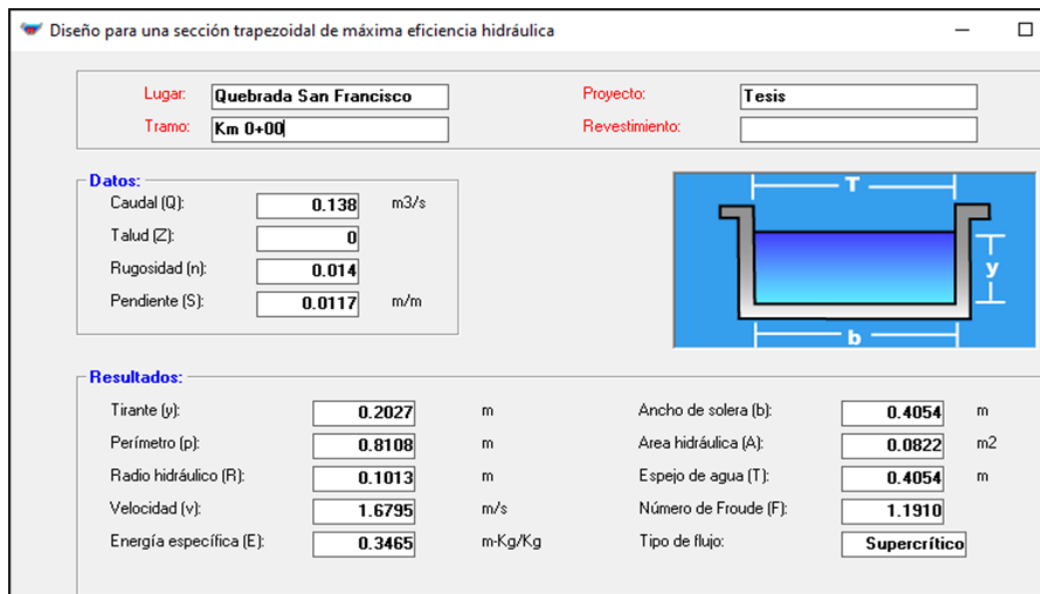 Diseño para una sección trapezoidal de máxima eficiencia hidráulica
Lugar: Quebrada San Francisco Proyecto: Tesis
Tramo: Km 0+00 Revestimiento:
Datos:
Caudal (Q): 0.138 m3/s
Talud (Z): 0
Rugosidad (n): 0.014
Pendiente (S): 0.0117 m/m
T
y
b
Resultados:
Tirante (y): 0.2027 m Ancho de solera (b): 0.4054 m
Perímetro (p): 0.8108 m Area hidráulica (A): 0.0822 m2
Radio hidráulico (R): 0.1013 m Espejo de agua (T): 0.4054 m
Velocidad (v): 1.6795 m/s Número de Froude (F): 1.1910
Energía específica (E): 0.3465 m-Kg/Kg Tipo de flujo: Supercrítico